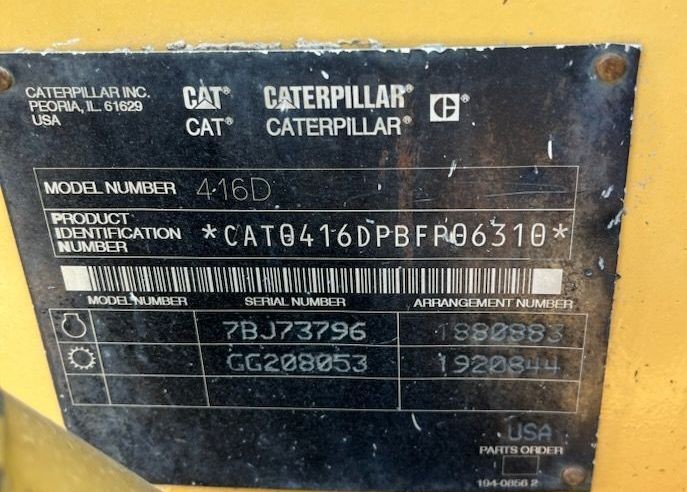 CATERPILLAR INC. CAT® CATERPILLAR® ®
PEORIA, IL. 61629
USA CAT® CATERPILLAR®
MODEL NUMBER 416D
PRODUCT
IDENTIFICATION
NUMBER *CAT0416DPBFP06310*
MODEL NUMBER SERIAL NUMBER ARRANGEMENT NUMBER
7BJ73796 1880883
GG208053 1920844
USA
PARTS ORDER
194-0856 2